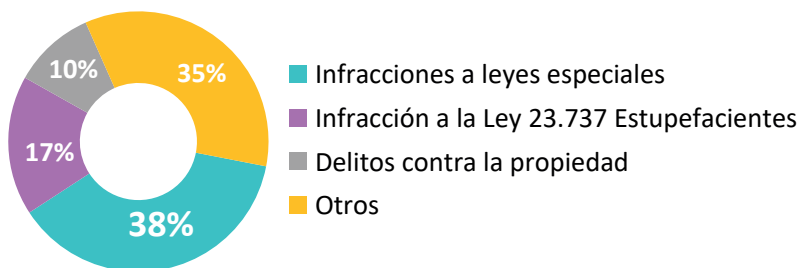 10%
35%
17%
38%
Infracciones a leyes especiales
Infracción a la Ley 23.737 Estupefacientes
Delitos contra la propiedad
Otros